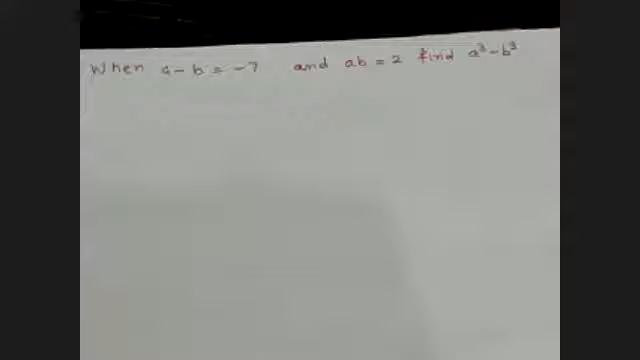 When a - b = -7 and ab = 2 find a³ - b³